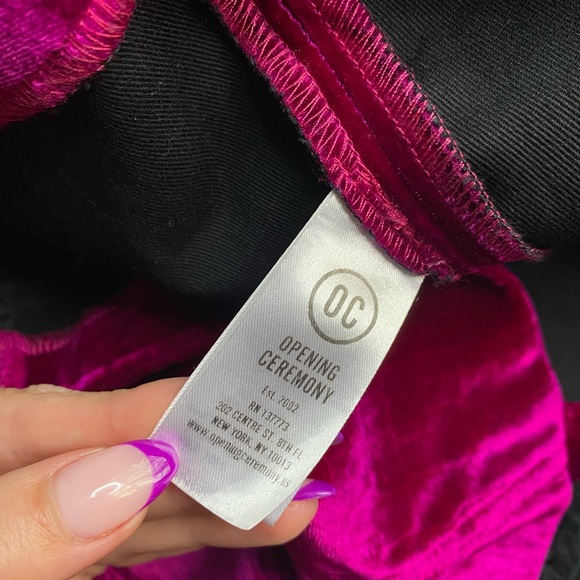 OC
OPENING
CEREMONY
Est. 2002
RN 137773
202 CENTRE ST. 6TH FL.
NEW YORK, NY 10013
www.openingceremony.us